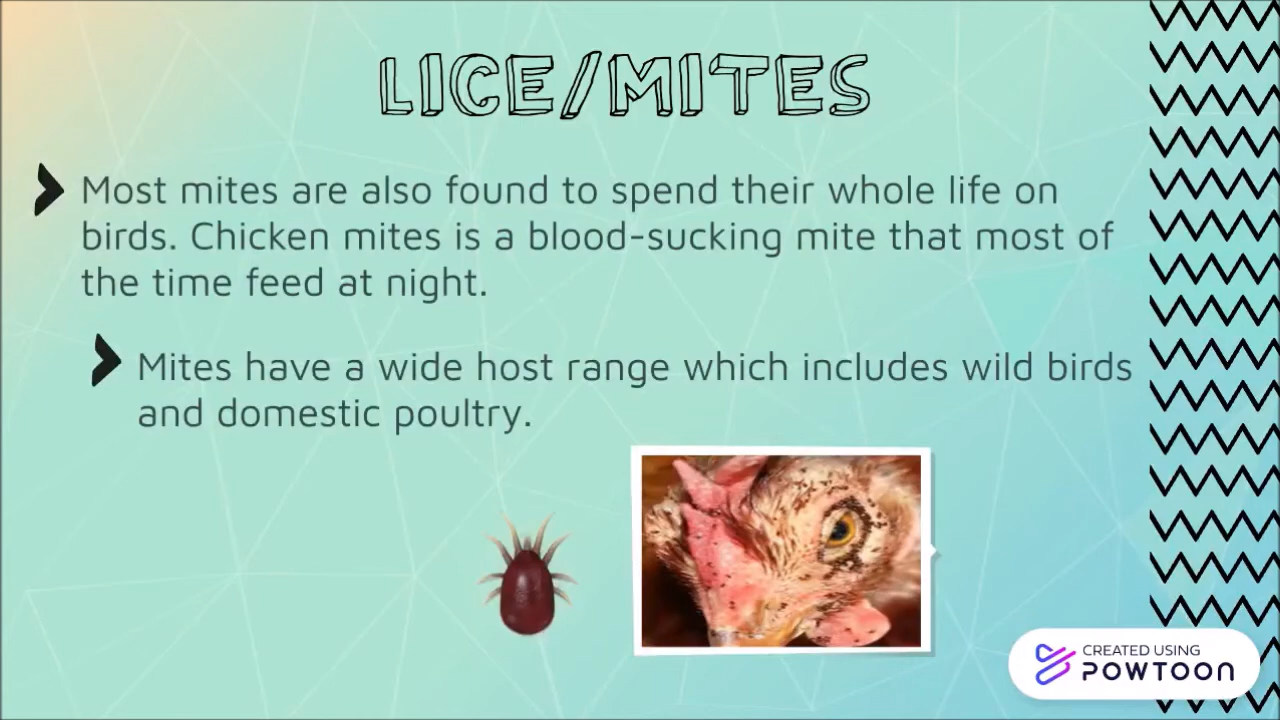 LICE/MITES
Most mites are also found to spend their whole life on
birds. Chicken mites is a blood-sucking mite that most of
the time feed at night.
Mites have a wide host range which includes wild birds
and domestic poultry.
CREATED USING
POWTOON